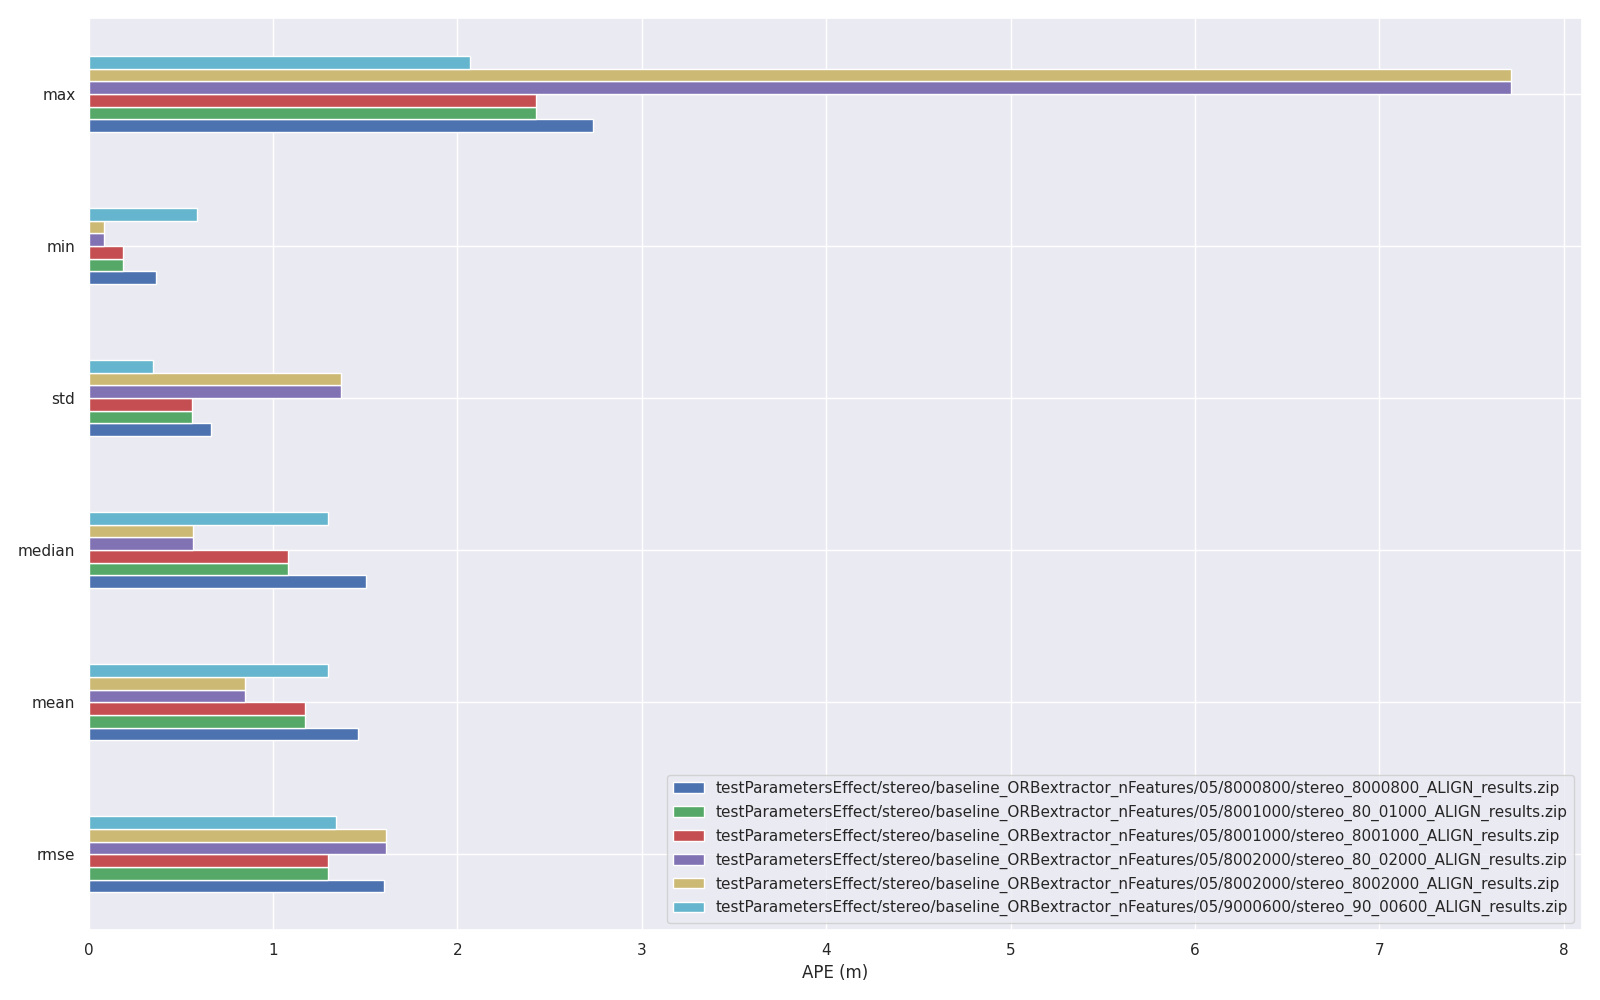 max
min
std
median
mean
rmse
testParametersEffect/stereo/baseline_ORBextractor_nFeatures/05/8000800/stereo_8000800_ALIGN_results.zip
testParametersEffect/stereo/baseline_ORBextractor_nFeatures/05/8001000/stereo_80_01000_ALIGN_results.zip
testParametersEffect/stereo/baseline_ORBextractor_nFeatures/05/8001000/stereo_8001000_ALIGN_results.zip
testParametersEffect/stereo/baseline_ORBextractor_nFeatures/05/8002000/stereo_80_02000_ALIGN_results.zip
testParametersEffect/stereo/baseline_ORBextractor_nFeatures/05/8002000/stereo_8002000_ALIGN_results.zip
testParametersEffect/stereo/baseline_ORBextractor_nFeatures/05/9000600/stereo_90_00600_ALIGN_results.zip
0 1 2 3 4 5 6 7 8
APE (m)